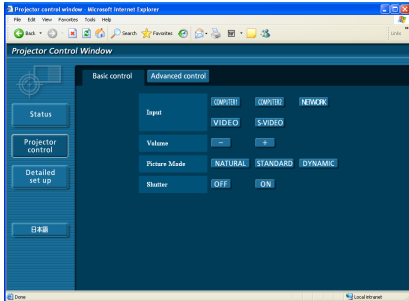 Projector control window - Microsoft Internet Explorer
File Edit View Favorites Tools Help
Back Search Favorites Links
Projector Control Window
Basic control Advanced control
Status
Projector control
Detailed set up
日本語
Input COMPUTER1 COMPUTER2 NETWORK
VIDEO S-VIDEO
Volume - +
Picture Mode NATURAL STANDARD DYNAMIC
Shutter OFF ON
Done Local intranet